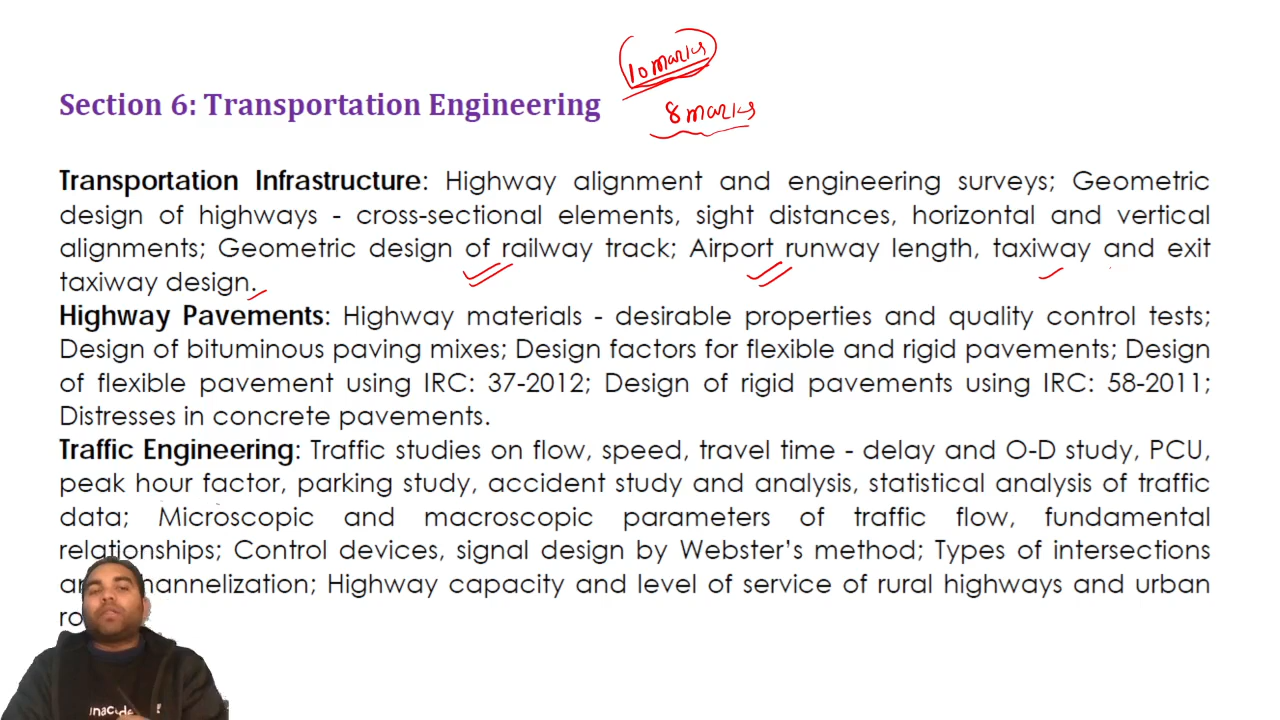 10 marks
Section 6: Transportation Engineering
8 marks
Transportation Infrastructure: Highway alignment and engineering surveys; Geometric
design of highways - cross-sectional elements, sight distances, horizontal and vertical
alignments; Geometric design of railway track; Airport runway length, taxiway and exit
taxiway design.
Highway Pavements: Highway materials - desirable properties and quality control tests;
Design of bituminous paving mixes; Design factors for flexible and rigid pavements; Design
of flexible pavement using IRC: 37-2012; Design of rigid pavements using IRC: 58-2011;
Distresses in concrete pavements.
Traffic Engineering: Traffic studies on flow, speed, travel time - delay and O-D study, PCU,
peak hour factor, parking study, accident study and analysis, statistical analysis of traffic
data; Microscopic and macroscopic parameters of traffic flow, fundamental
relationships; Control devices, signal design by Webster's method; Types of intersections
channelization; Highway capacity and level of service of rural highways and urban